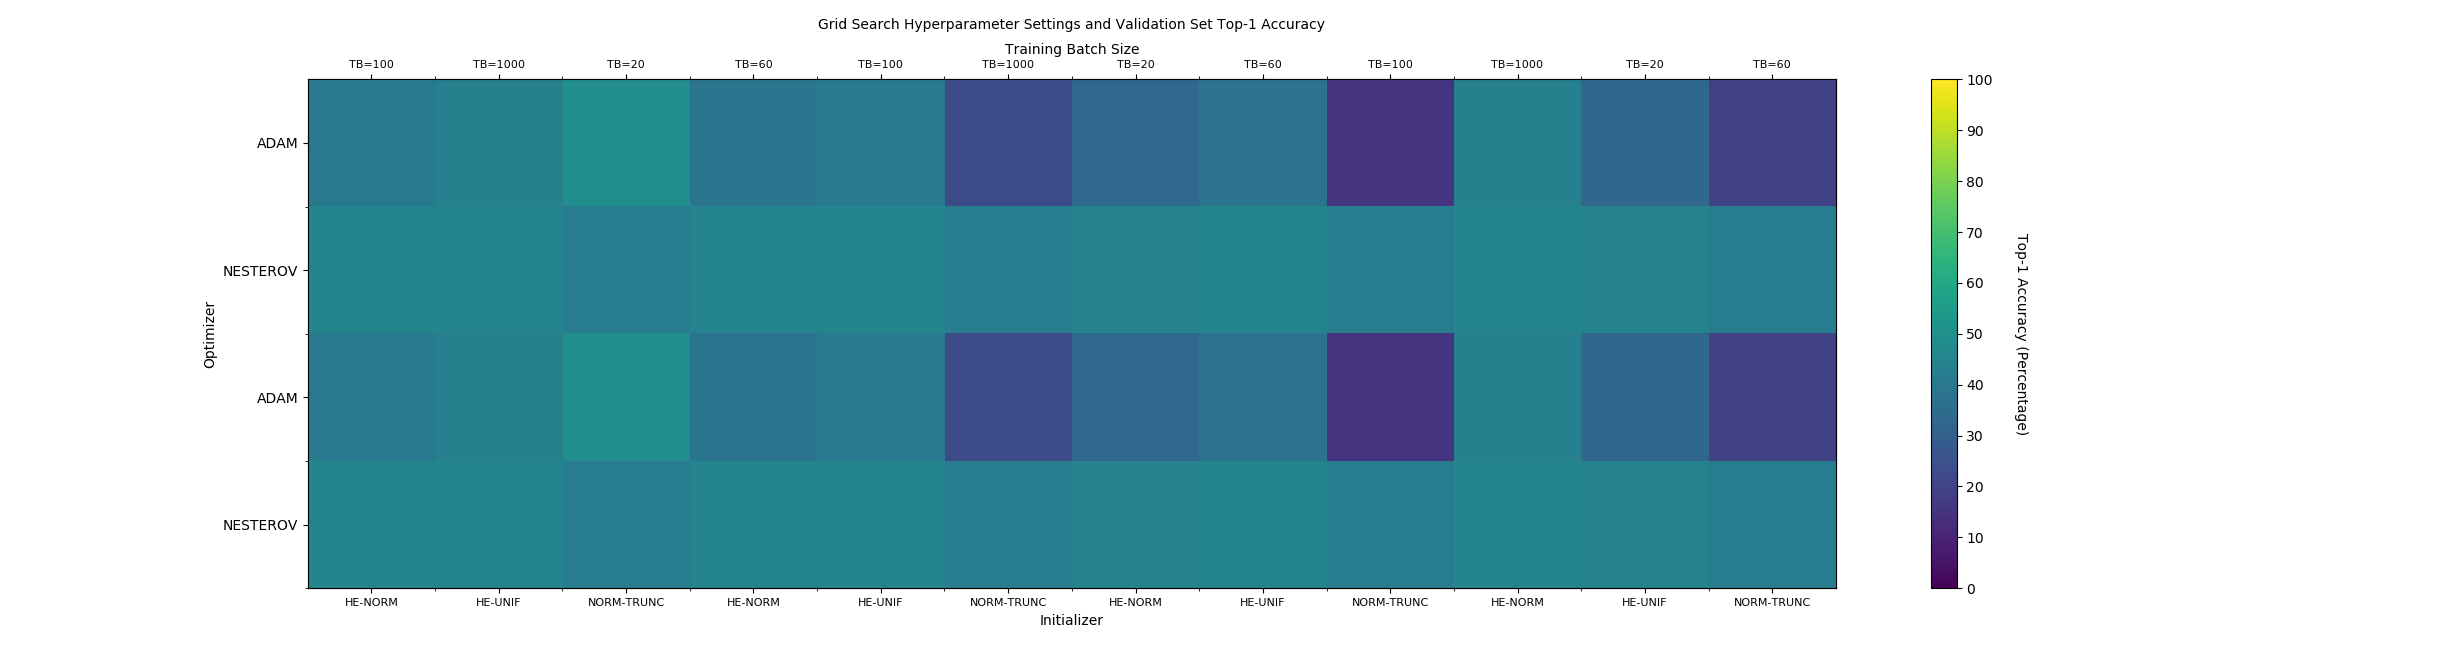 Grid Search Hyperparameter Settings and Validation Set Top-1 Accuracy
Training Batch Size
TB=100 TB=1000 TB=20 TB=60 TB=100 TB=1000 TB=20 TB=60 TB=100 TB=1000 TB=20 TB=60
ADAM
NESTEROV
ADAM
NESTEROV
Optimizer
HE-NORM HE-UNIF NORM-TRUNC HE-NORM HE-UNIF NORM-TRUNC HE-NORM HE-UNIF NORM-TRUNC HE-NORM HE-UNIF NORM-TRUNC
Initializer
100
90
80
70
60
50
40
30
20
10
0
Top-1 Accuracy (Percentage)